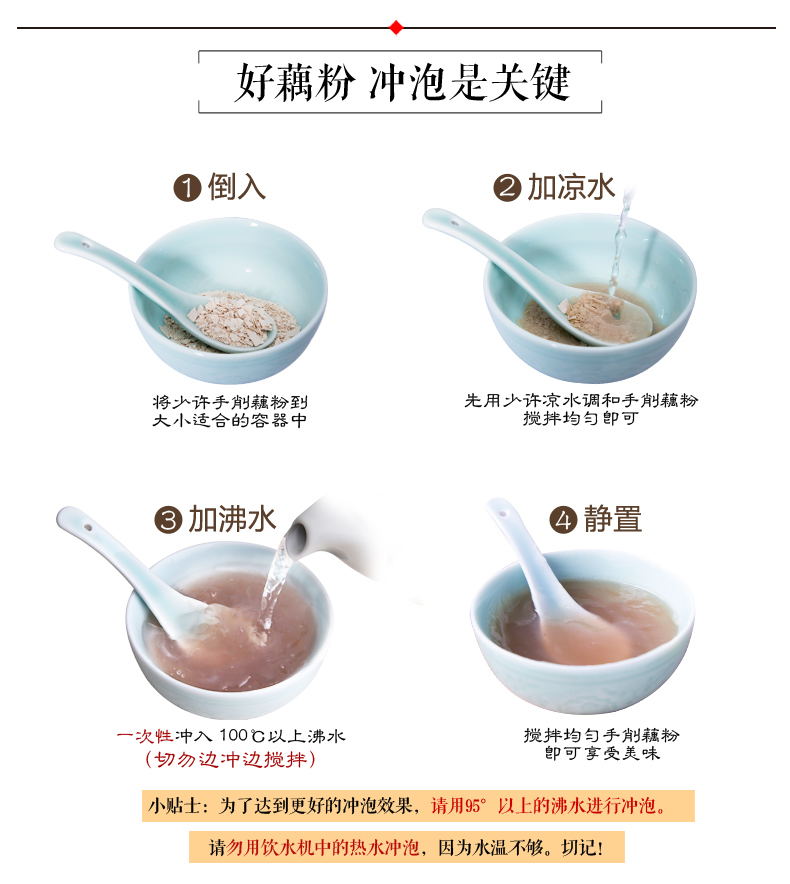 好藕粉 冲泡是关键
❶倒入
❷加凉水
将少许手削藕粉到
大小适合的容器中
先用少许凉水调和手削藕粉
搅拌均匀即可
❸加沸水
❹静置
一次性冲入100℃以上沸水
（切勿边冲边搅拌）
搅拌均匀手削藕粉
即可享受美味
小贴士：为了达到更好的冲泡效果，请用95°以上的沸水进行冲泡。
请勿用饮水机中的热水冲泡，因为水温不够。切记！